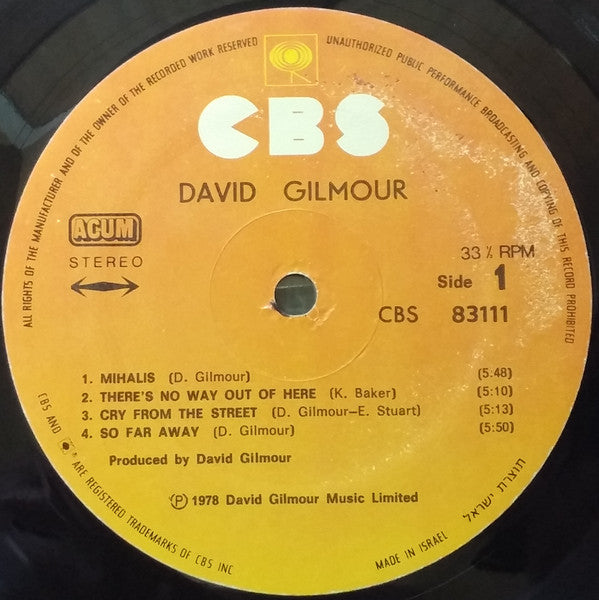 ALL RIGHTS OF THE MANUFACTURER AND OF THE OWNER OF THE RECORDED WORK RESERVED
UNAUTHORIZED PUBLIC PERFORMANCE BROADCASTING AND COPYING OF THIS RECORD PROHIBITED
CBS
DAVID GILMOUR
ACUM
STEREO
33⅓ RPM
Side 1
CBS 83111
1. MIHALIS (D. Gilmour) (5:48)
2. THERE'S NO WAY OUT OF HERE (K. Baker) (5:10)
3. CRY FROM THE STREET (D. Gilmour–E. Stuart) (5:13)
4. SO FAR AWAY (D. Gilmour) (5:50)
Produced by David Gilmour
℗ 1978 David Gilmour Music Limited
CBS AND ® ARE REGISTERED TRADEMARKS OF CBS INC
MADE IN ISRAEL
תוצרת ישראל